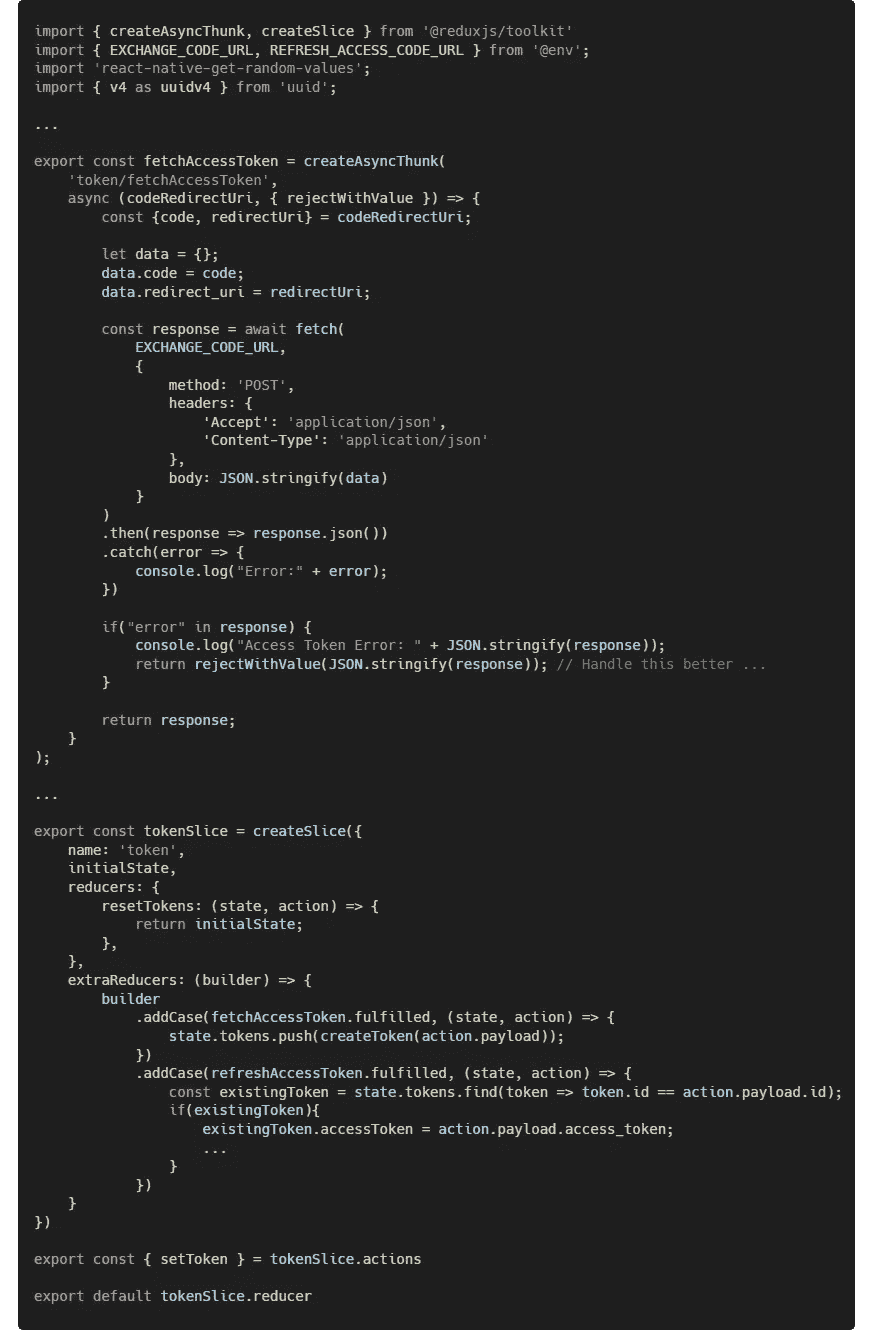 import { createAsyncThunk, createSlice } from '@reduxjs/toolkit'
import { EXCHANGE_CODE_URL, REFRESH_ACCESS_CODE_URL } from '@env';
import 'react-native-get-random-values';
import { v4 as uuidv4 } from 'uuid';

...

export const fetchAccessToken = createAsyncThunk(
    'token/fetchAccessToken',
    async (codeRedirectUri, { rejectWithValue }) => {
        const {code, redirectUri} = codeRedirectUri;

        let data = {};
        data.code = code;
        data.redirect_uri = redirectUri;

        const response = await fetch(
            EXCHANGE_CODE_URL,
            {
                method: 'POST',
                headers: {
                    'Accept': 'application/json',
                    'Content-Type': 'application/json'
                },
                body: JSON.stringify(data)
            }
        )
        .then(response => response.json())
        .catch(error => {
            console.log("Error:" + error);
        })

        if("error" in response) {
            console.log("Access Token Error: " + JSON.stringify(response));
            return rejectWithValue(JSON.stringify(response)); // Handle this better ...
        }

        return response;
    }
);

...

export const tokenSlice = createSlice({
    name: 'token',
    initialState,
    reducers: {
        resetTokens: (state, action) => {
            return initialState;
        },
    },
    extraReducers: (builder) => {
        builder
            .addCase(fetchAccessToken.fulfilled, (state, action) => {
                state.tokens.push(createToken(action.payload));
            })
            .addCase(refreshAccessToken.fulfilled, (state, action) => {
                const existingToken = state.tokens.find(token => token.id == action.payload.id);
                if(existingToken){
                    existingToken.accessToken = action.payload.access_token;
                    ...
                }
            })
    }
})

export const { setToken } = tokenSlice.actions

export default tokenSlice.reducer